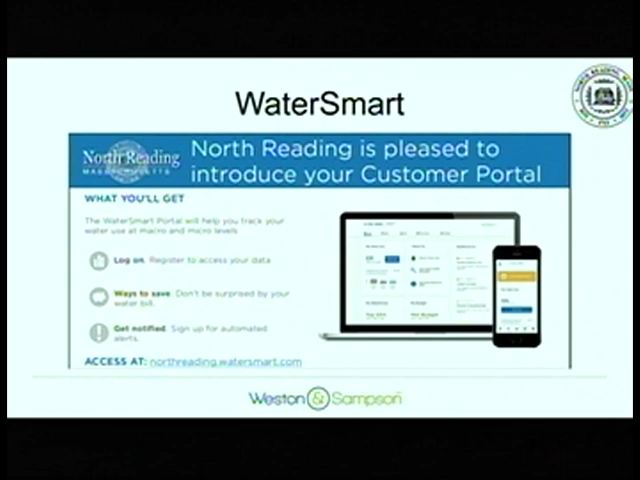 WaterSmart
NORTH READING, MASS
North Reading
MASSACHUSETTS
North Reading is pleased to
introduce your Customer Portal
WHAT YOU'LL GET
The WaterSmart Portal will help you track your
water use at macro and micro levels
Log on. Register to access your data
Ways to save. Don't be surprised by your
water bill.
Get notified. Sign up for automated
alerts.
ACCESS AT: northreading.watersmart.com
Weston & Sampson